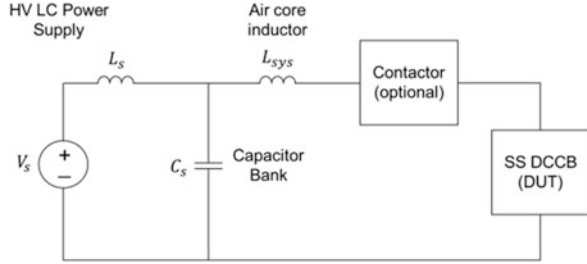 HV LC Power
Supply
Air core
inductor
L_s
L_sys
Contactor
(optional)
V_s
+
−
C_s
Capacitor
Bank
SS DCCB
(DUT)